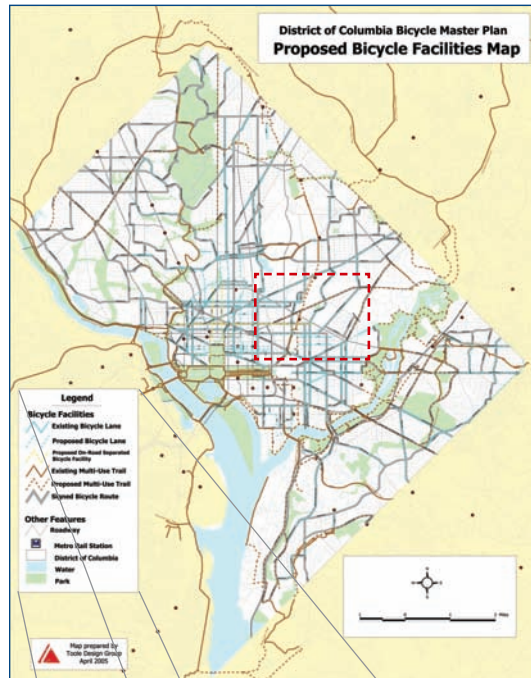 District of Columbia Bicycle Master Plan
Proposed Bicycle Facilities Map
Legend
Bicycle Facilities
Existing Bicycle Lane
Proposed Bicycle Lane
Proposed On-Road Separated
Bicycle Facility
Existing Multi-Use Trail
Proposed Multi-Use Trail
Signed Bicycle Route
Other Features
Roadway
Metro Rail Station
District of Columbia
Water
Park
Map prepared by
Toole Design Group
April 2005